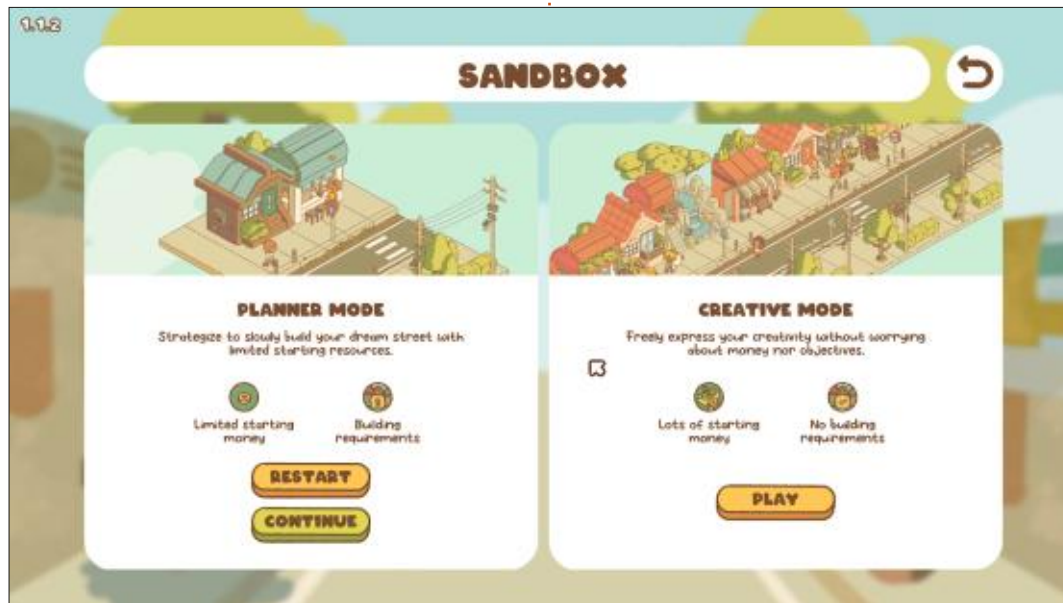 1.1.2
SANDBOX
PLANNER MODE
Strategize to slowly build your dream street with
limited starting resources.
Limited starting
money
Building
requirements
RESTART
CONTINUE
CREATIVE MODE
Freely express your creativity without worrying
about money nor objectives.
Lots of starting
money
No building
requirements
PLAY